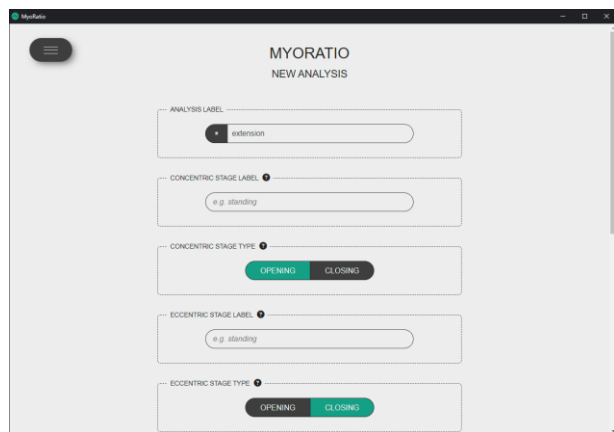 MyoRatio
MYORATIO
NEW ANALYSIS
ANALYSIS LABEL
* extension
CONCENTRIC STAGE LABEL ?
e.g. standing
CONCENTRIC STAGE TYPE ?
OPENING CLOSING
ECCENTRIC STAGE LABEL ?
e.g. standing
ECCENTRIC STAGE TYPE ?
OPENING CLOSING